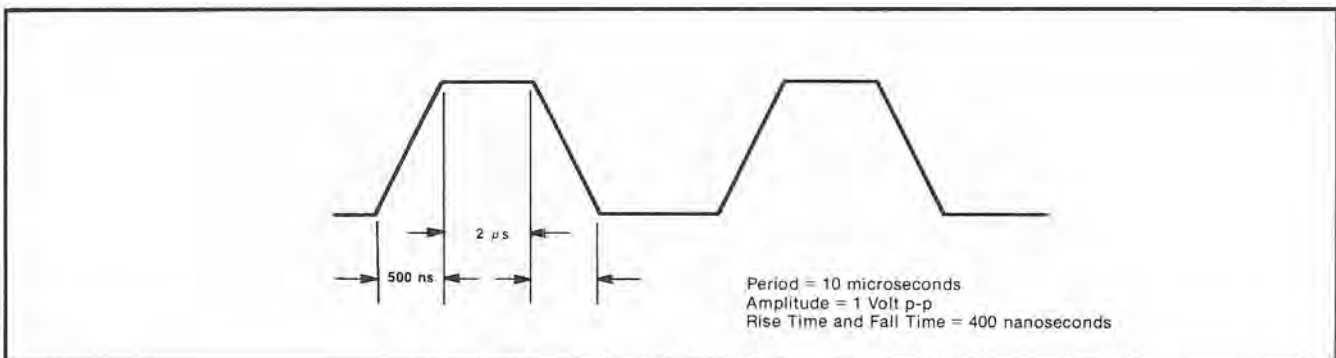 2 μs
500 ns
Period = 10 microseconds
Amplitude = 1 Volt p-p
Rise Time and Fall Time = 400 nanoseconds